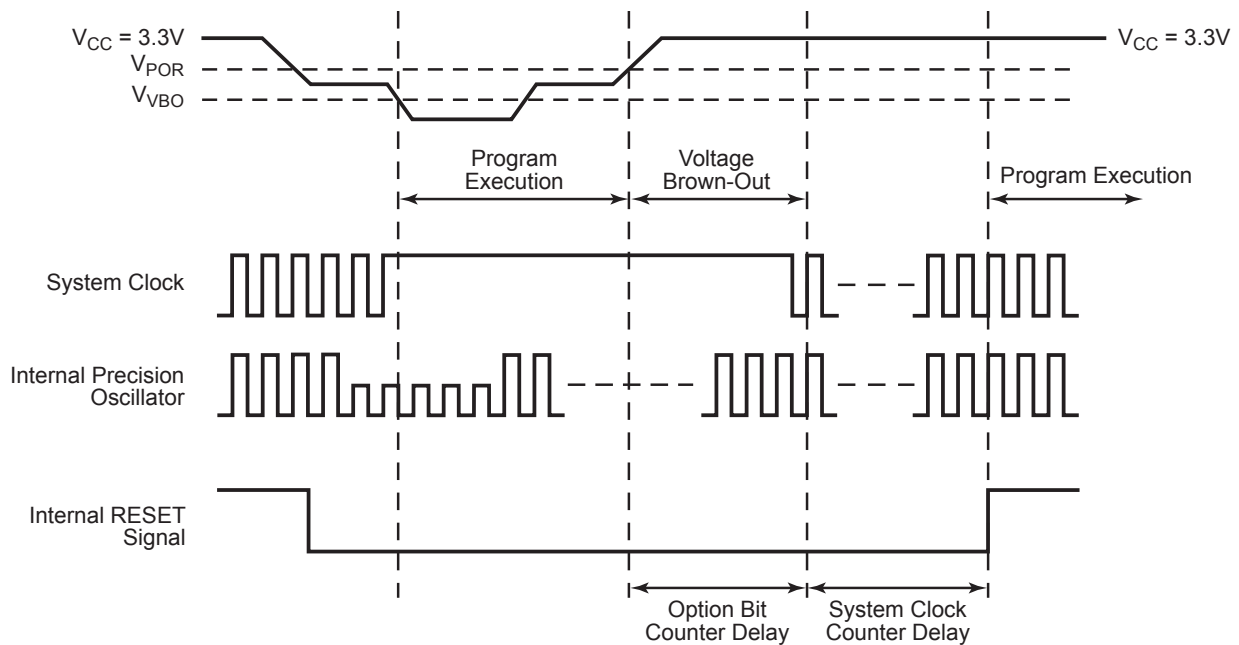 V_CC = 3.3V
V_CC = 3.3V
V_POR
V_VBO
Program
Execution
Voltage
Brown-Out
Program Execution
System Clock
Internal Precision
Oscillator
Internal RESET
Signal
Option Bit
Counter Delay
System Clock
Counter Delay